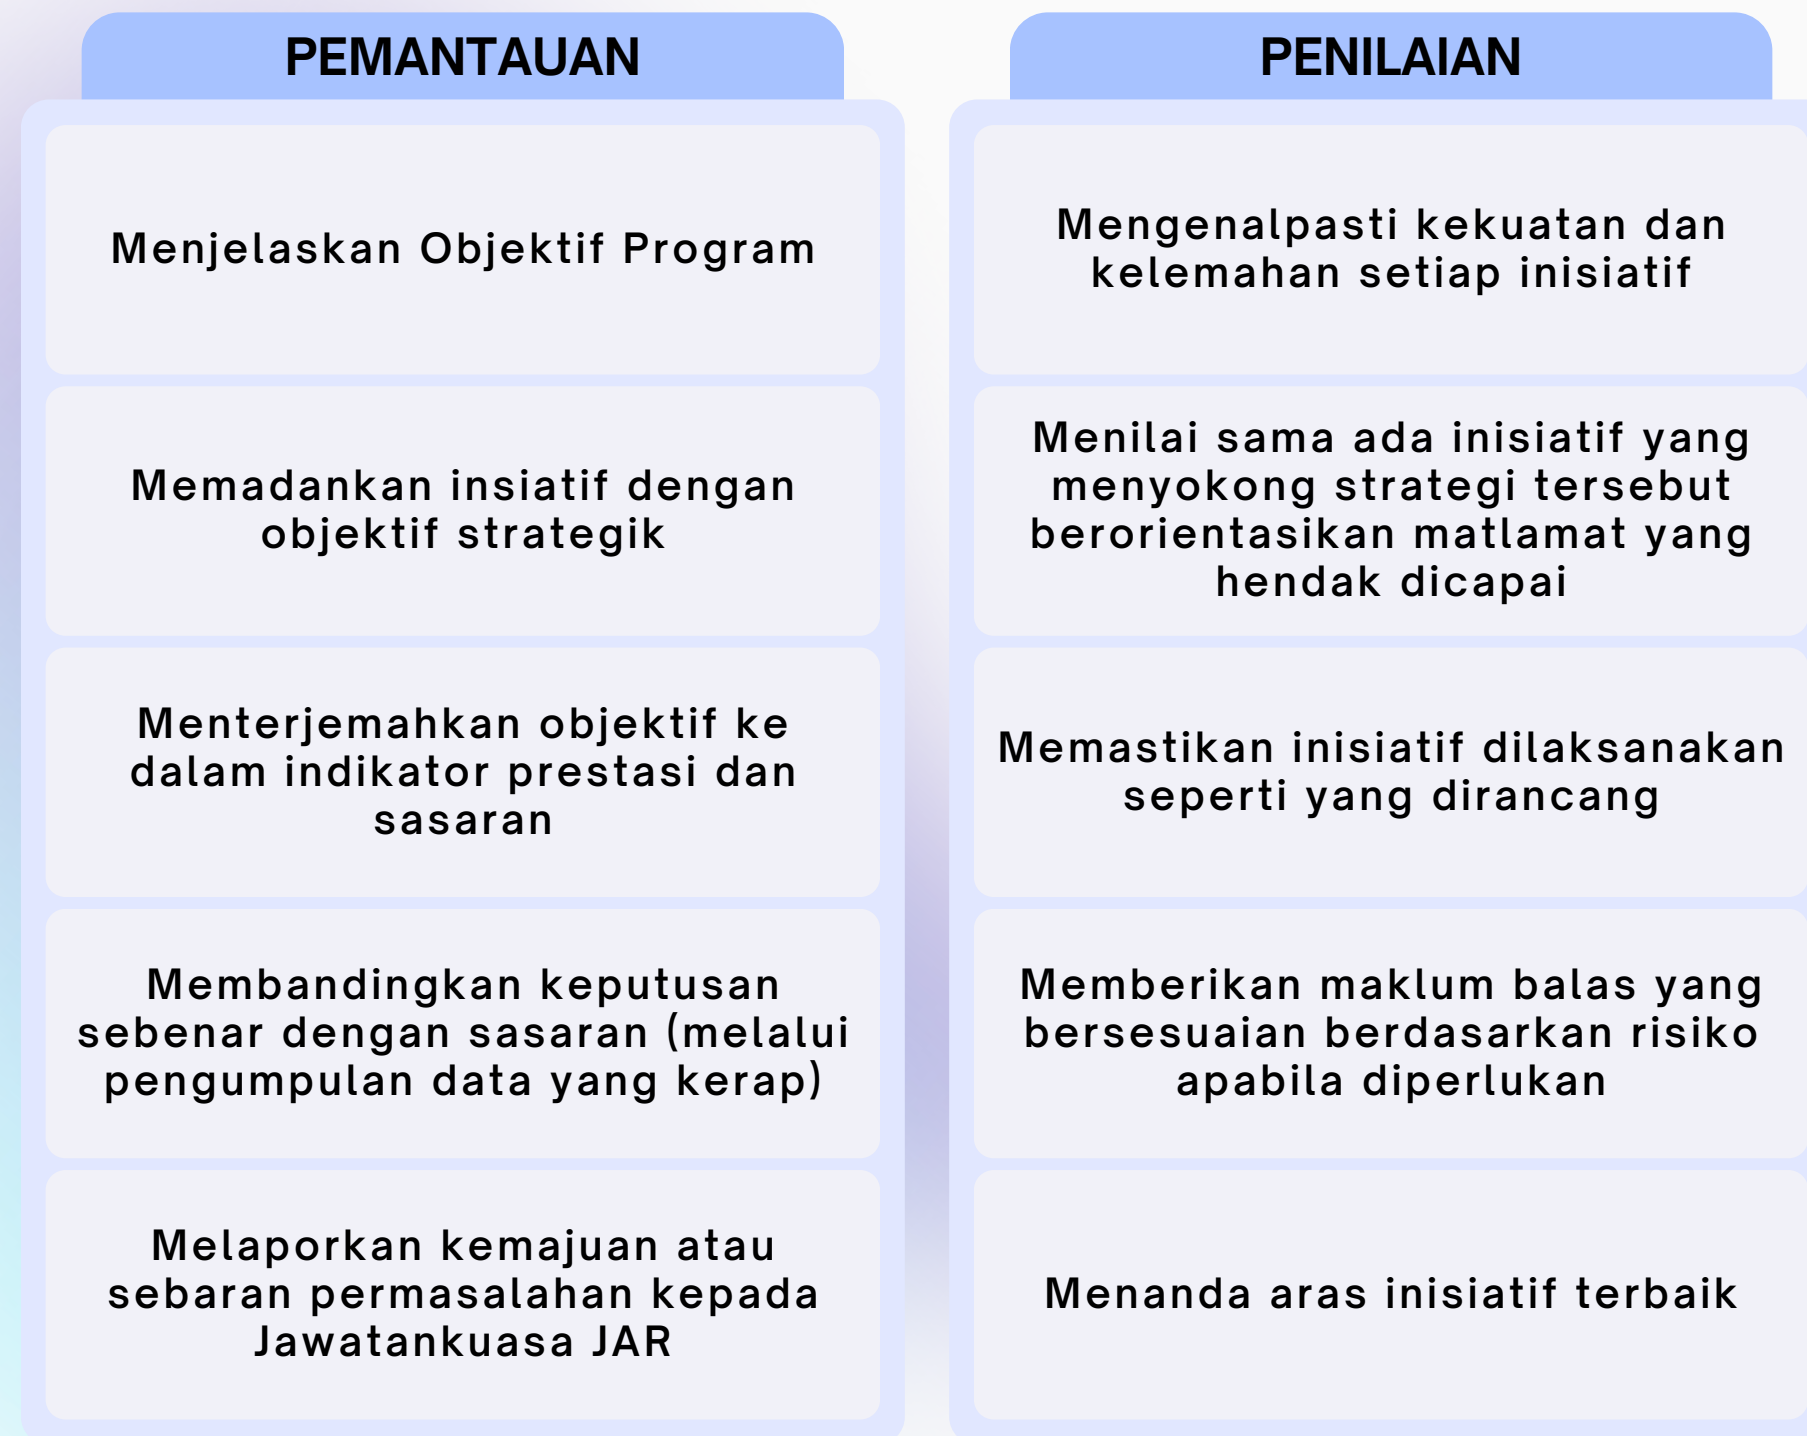 PEMANTAUAN
Menjelaskan Objektif Program
Memadankan insiatif dengan
objektif strategik
Menterjemahkan objektif ke
dalam indikator prestasi dan
sasaran
Membandingkan keputusan
sebenar dengan sasaran (melalui
pengumpulan data yang kerap)
Melaporkan kemajuan atau
sebaran permasalahan kepada
Jawatankuasa JAR
PENILAIAN
Mengenalpasti kekuatan dan
kelemahan setiap inisiatif
Menilai sama ada inisiatif yang
menyokong strategi tersebut
berorientasikan matlamat yang
hendak dicapai
Memastikan inisiatif dilaksanakan
seperti yang dirancang
Memberikan maklum balas yang
bersesuaian berdasarkan risiko
apabila diperlukan
Menanda aras inisiatif terbaik